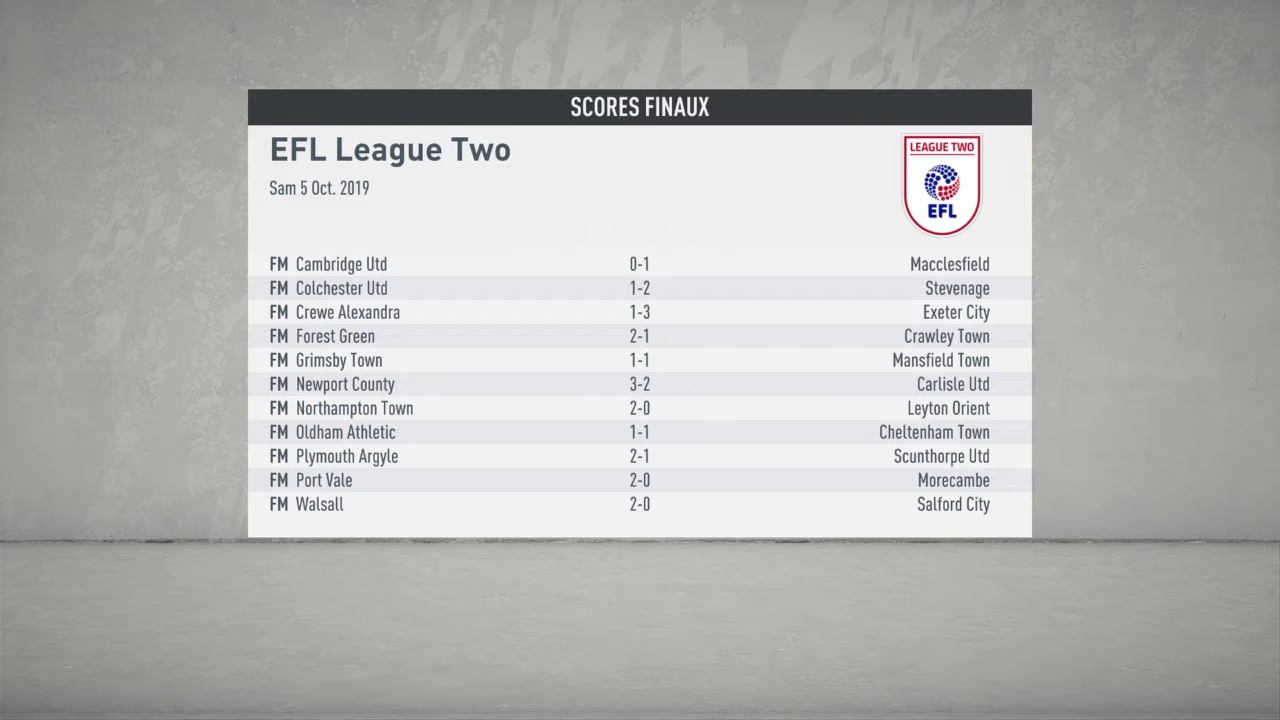 SCORES FINAUX
EFL League Two
Sam 5 Oct. 2019
LEAGUE TWO
EFL
FM Cambridge Utd 0-1 Macclesfield
FM Colchester Utd 1-2 Stevenage
FM Crewe Alexandra 1-3 Exeter City
FM Forest Green 2-1 Crawley Town
FM Grimsby Town 1-1 Mansfield Town
FM Newport County 3-2 Carlisle Utd
FM Northampton Town 2-0 Leyton Orient
FM Oldham Athletic 1-1 Cheltenham Town
FM Plymouth Argyle 2-1 Scunthorpe Utd
FM Port Vale 2-0 Morecambe
FM Walsall 2-0 Salford City